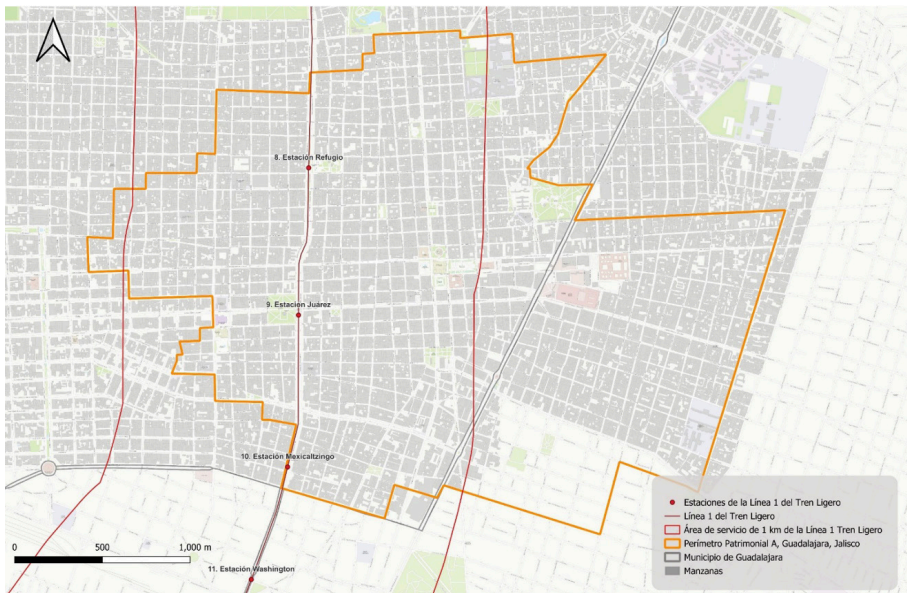 8. Estación Refugio
9. Estacion Juárez
10. Estación Mexicaltzingo
11. Estación Washington
0 500 1,000 m
Estaciones de la Línea 1 del Tren Ligero
Línea 1 del Tren Ligero
Área de servicio de 1 km de la Línea 1 Tren Ligero
Perímetro Patrimonial A, Guadalajara, Jalisco
Municipio de Guadalajara
Manzanas